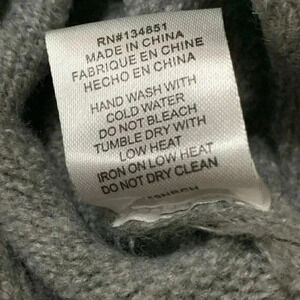 RN#134851
MADE IN CHINA
FABRIQUE EN CHINE
HECHO EN CHINA
HAND WASH WITH
COLD WATER
DO NOT BLEACH
TUMBLE DRY WITH
LOW HEAT
IRON ON LOW HEAT
DO NOT DRY CLEAN